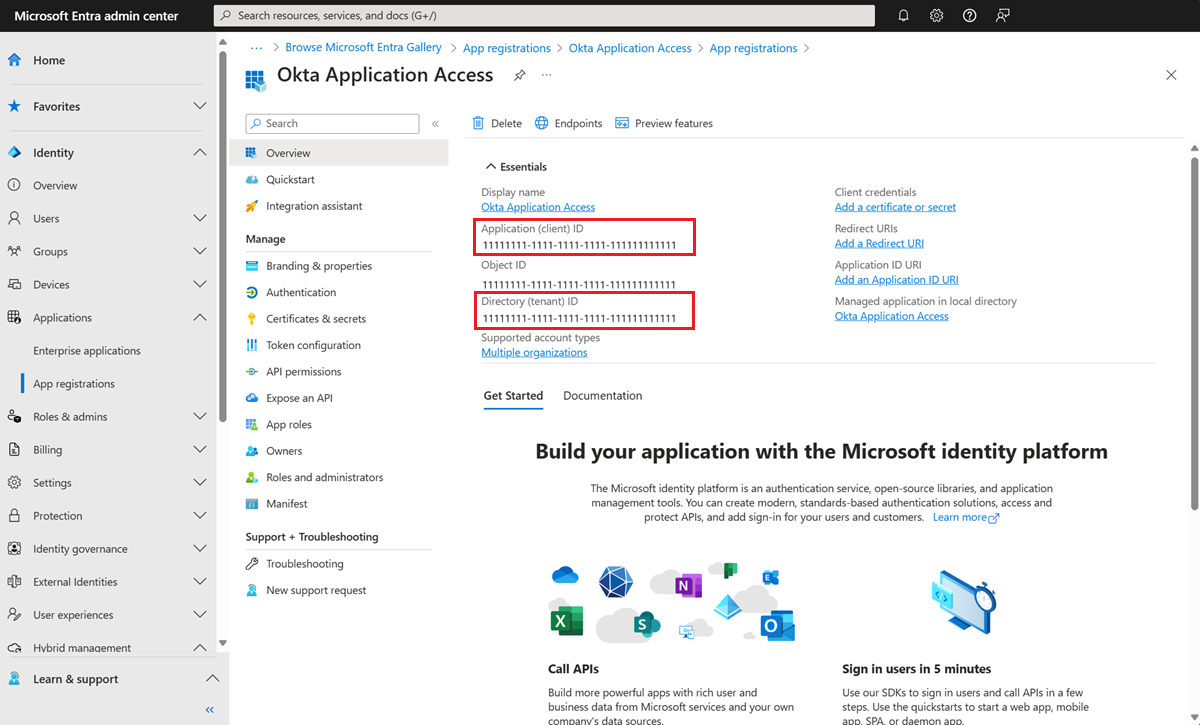 Microsoft Entra admin center
Search resources, services, and docs (G+/)
Home
Favorites
Identity
Overview
Users
Groups
Devices
Applications
Enterprise applications
App registrations
Roles & admins
Billing
Settings
Protection
Identity governance
External Identities
User experiences
Hybrid management
Learn & support
... > Browse Microsoft Entra Gallery > App registrations > Okta Application Access > App registrations >
Okta Application Access
Search
Overview
Quickstart
Integration assistant
Manage
Branding & properties
Authentication
Certificates & secrets
Token configuration
API permissions
Expose an API
App roles
Owners
Roles and administrators
Manifest
Support + Troubleshooting
Troubleshooting
New support request
Delete Endpoints Preview features
Essentials
Display name
Okta Application Access
Application (client) ID
11111111-1111-1111-1111-111111111111
Object ID
11111111-1111-1111-1111-111111111111
Directory (tenant) ID
11111111-1111-1111-1111-111111111111
Supported account types
Multiple organizations
Client credentials
Add a certificate or secret
Redirect URIs
Add a Redirect URI
Application ID URI
Add an Application ID URI
Managed application in local directory
Okta Application Access
Get Started Documentation
Build your application with the Microsoft identity platform
The Microsoft identity platform is an authentication service, open-source libraries, and application
management tools. You can create modern, standards-based authentication solutions, access and
protect APIs, and add sign-in for your users and customers. Learn more
Call APIs
Build more powerful apps with rich user and
business data from Microsoft services and your own
company's data sources.
Sign in users in 5 minutes
Use our SDKs to sign in users and call APIs in a few
steps. Use the quickstarts to start a web app, mobile
app, SPA, or daemon app.